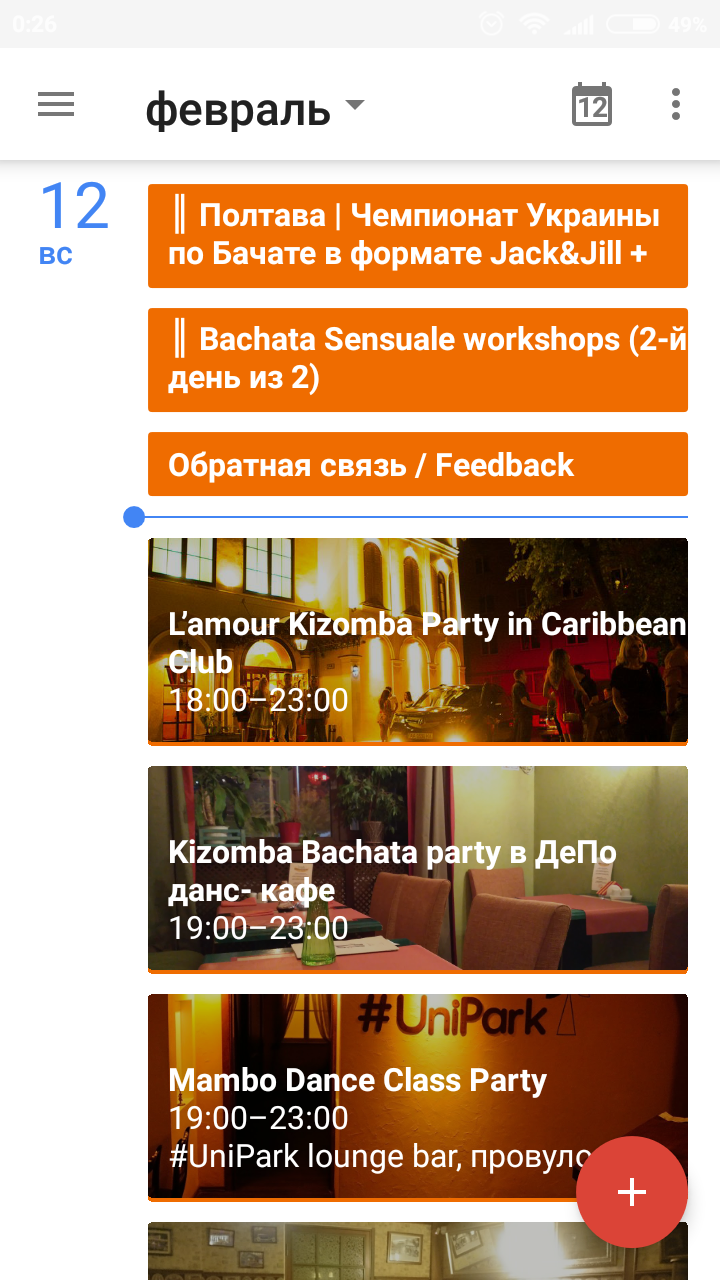 0:26
49%
февраль
12
12
вс
║ Полтава | Чемпионат Украины
по Бачате в формате Jack&Jill +
║ Bachata Sensuale workshops (2-й
день из 2)
Обратная связь / Feedback
L’amour Kizomba Party in Caribbean
Club
18:00–23:00
Kizomba Bachata party в ДеПо
данс- кафе
19:00–23:00
#UniPark
Mambo Dance Class Party
19:00–23:00
#UniPark lounge bar, провуло